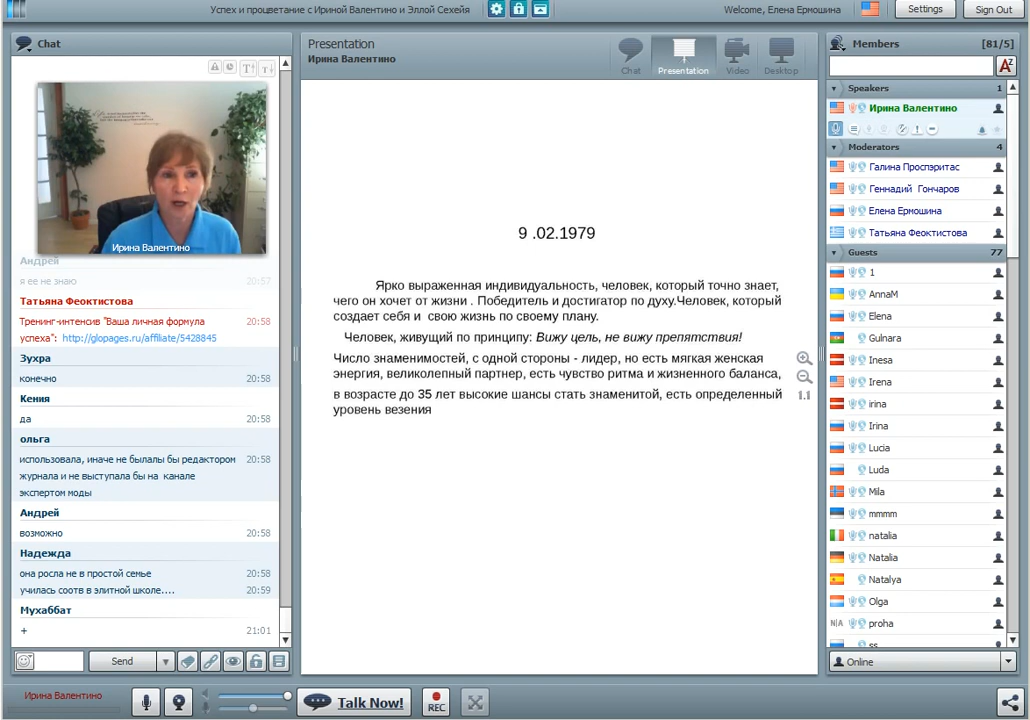 Успех и процветание с Ириной Валентино и Эллой Сехейя
Welcome, Елена Ермошина
Settings
Sign Out
Chat
Ирина Валентино
Андрей
я ее не знаю 20:57
Татьяна Феоктистова
Тренинг-интенсив "Ваша личная формула 20:58
успеха": http://glopages.ru/affiliate/5428845
Зухра
конечно 20:58
Кения
да 20:58
ольга
использовала, иначе не былалы бы редактором 20:58
журнала и не выступала бы на канале
экспертом моды
Андрей
возможно 20:58
Надежда
она росла не в простой семье 20:58
училась соотв в элитной школе.... 20:59
Мухаббат
+ 21:01
Send
Presentation
Ирина Валентино
Chat
Presentation
Video
Desktop
9 .02.1979
Ярко выраженная индивидуальность, человек, который точно знает,
чего он хочет от жизни . Победитель и достигатор по духу.Человек, который
создает себя и свою жизнь по своему плану.
Человек, живущий по принципу: Вижу цель, не вижу препятствия!
Число знаменимостей, с одной стороны - лидер, но есть мягкая женская
энергия, великолепный партнер, есть чувство ритма и жизненного баланса,
в возрасте до 35 лет высокие шансы стать знаменитой, есть определенный
уровень везения
1:1
Members [81/5]
Speakers 1
Ирина Валентино
Moderators 4
Галина Проспэритас
Геннадий Гончаров
Елена Ермошина
Татьяна Феоктистова
Guests 77
1
AnnaM
Elena
Gulnara
Inesa
Irena
irina
Irina
Lucia
Luda
Mila
mmmm
natalia
Natalia
Natalya
Olga
N/A proha
ss
Online
Ирина Валентино
Talk Now!
REC